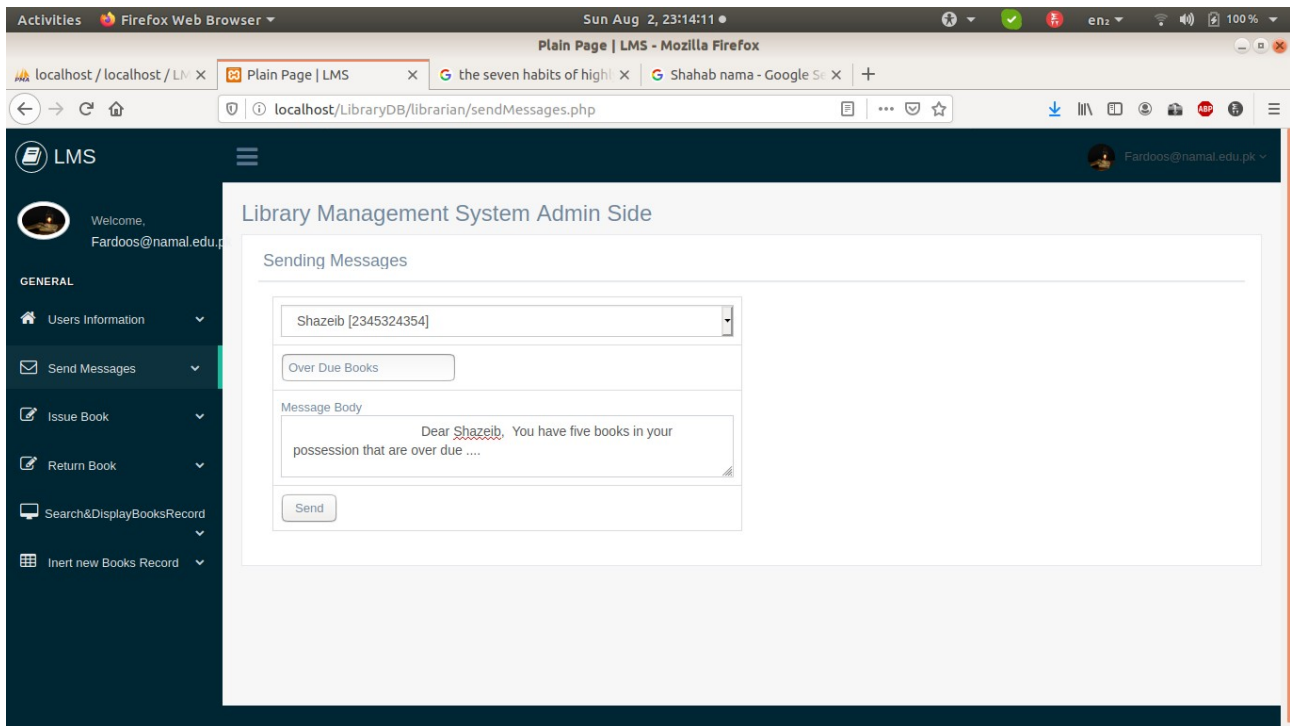 Activities Firefox Web Browser Sun Aug 2, 23:14:11 en₂ 100 %
Plain Page | LMS - Mozilla Firefox
localhost / localhost / LM Plain Page | LMS the seven habits of highl Shahab nama - Google Se
localhost/LibraryDB/librarian/sendMessages.php ABP
LMS Fardoos@namal.edu.pk
Welcome,
Fardoos@namal.edu.p
Library Management System Admin Side
Sending Messages
GENERAL
Users Information
Send Messages
Issue Book
Return Book
Search&DisplayBooksRecord
Inert new Books Record
Shazeib [2345324354]
Over Due Books
Message Body
Dear Shazeib, You have five books in your
possession that are over due ....
Send